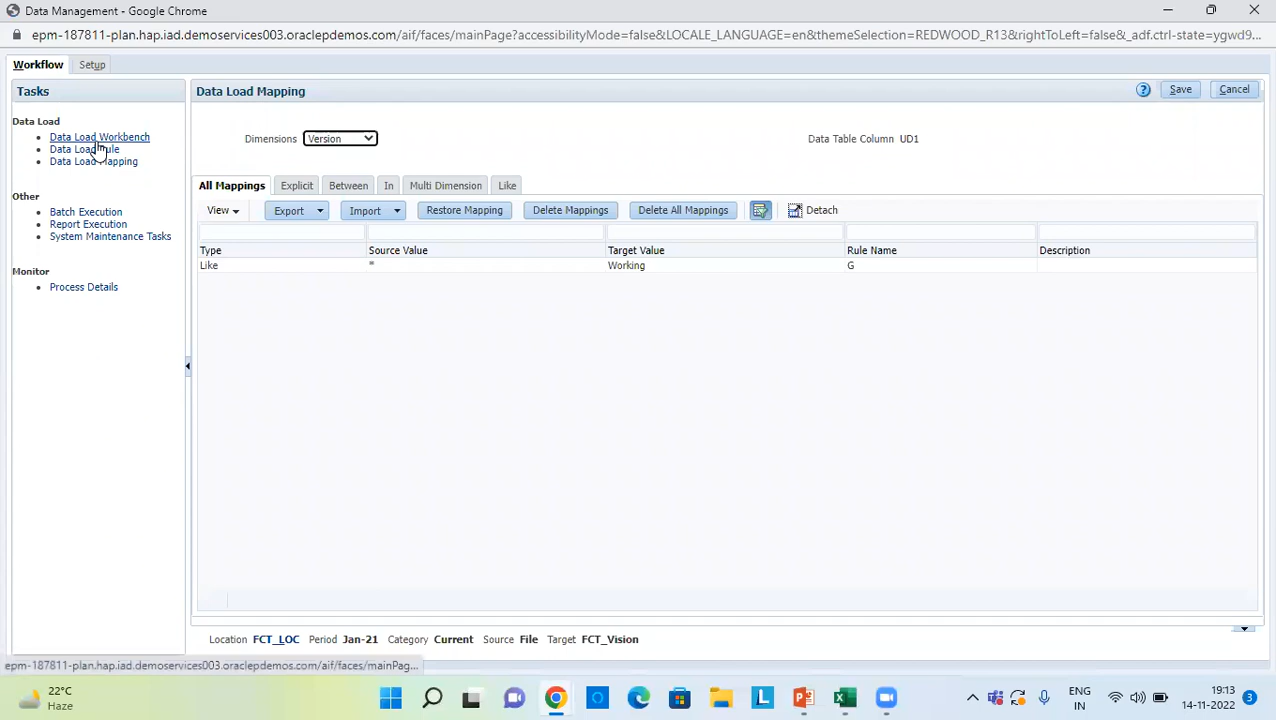 Data Management - Google Chrome
epm-187811-plan.hap.iad.demoservices003.oraclepdemos.com/aif/faces/mainPage?accessibilityMode=false&LOCALE_LANGUAGE=en&themeSelection=REDWOOD_R13&rightToLeft=false&_adf.ctrl-state=ygwd9...
Workflow Setup
Tasks
Data Load Mapping
? Save Cancel
Data Load
Data Load Workbench
Data Load Rule
Data Load Mapping
Dimensions Version
Data Table Column UD1
All Mappings Explicit Between In Multi Dimension Like
Other
Batch Execution
Report Execution
System Maintenance Tasks
View Export Import Restore Mapping Delete Mappings Delete All Mappings Detach
Type Source Value Target Value Rule Name Description
Like * Working G
Monitor
Process Details
Location FCT_LOC Period Jan-21 Category Current Source File Target FCT_Vision
epm-187811-plan.hap.iad.demoservices003.oraclepdemos.com/aif/faces/mainPag...
22°C
Haze
ENG
IN
19:13
14-11-2022
3